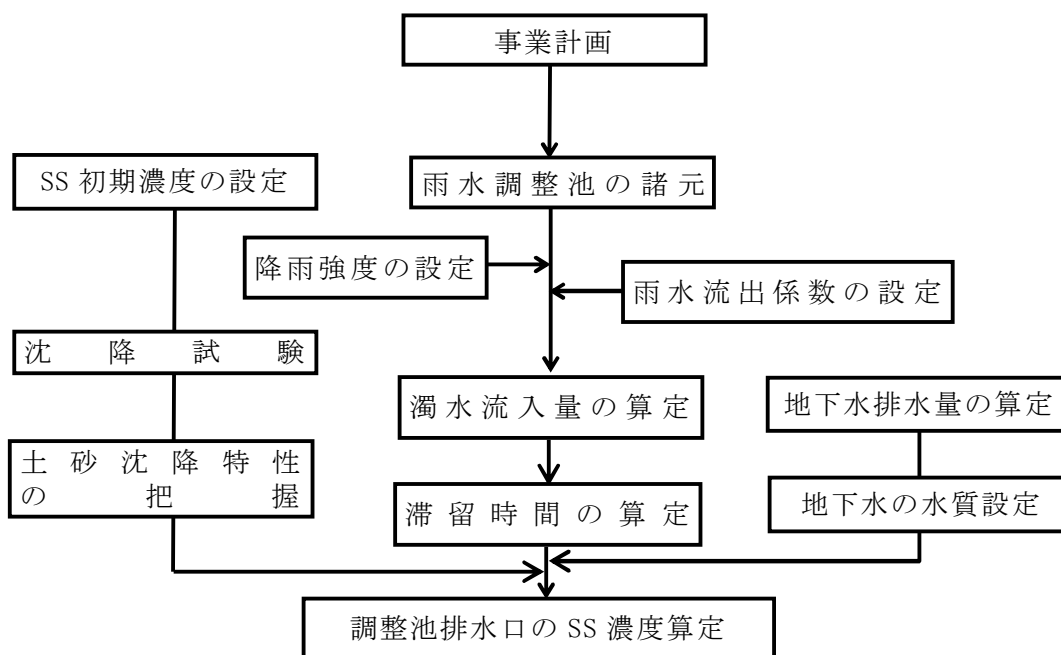 事業計画
SS 初期濃度の設定
雨水調整池の諸元
降雨強度の設定
雨水流出係数の設定
沈降試験
濁水流入量の算定
地下水排水量の算定
土砂沈降特性
の把握
滞留時間の算定
地下水の水質設定
調整池排水口の SS 濃度算定